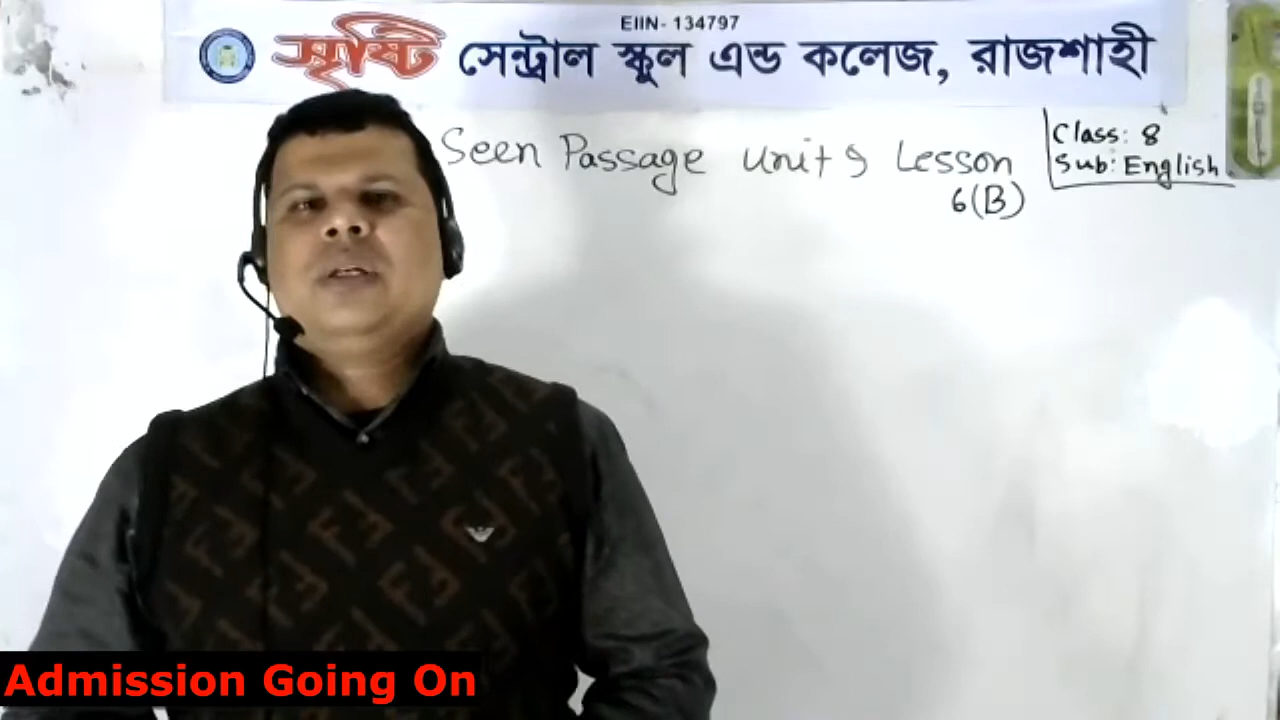 EIIN- 134797
সৃষ্টি সেন্ট্রাল স্কুল এন্ড কলেজ, রাজশাহী
Seen Passage Unit 9 Lesson
6(B)
Class: 8
Sub: English
Admission Going On